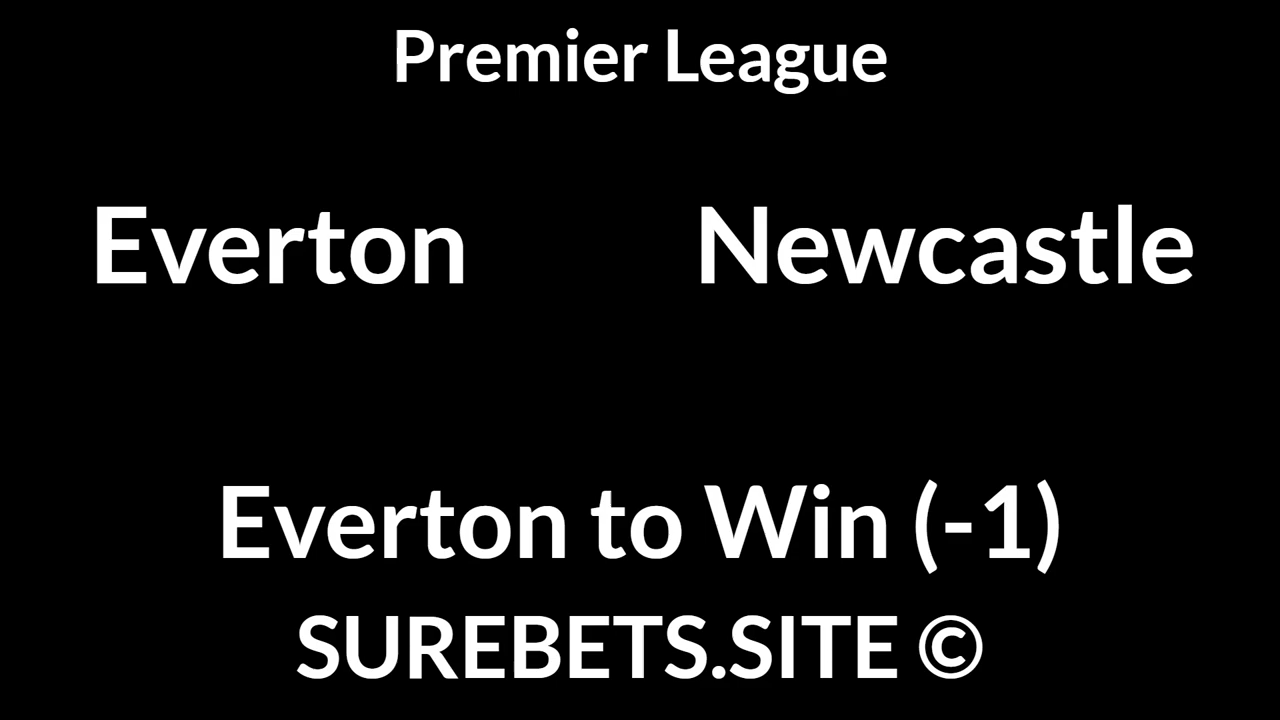 Premier League
Everton Newcastle
Everton to Win (-1)
SUREBETS.SITE ©